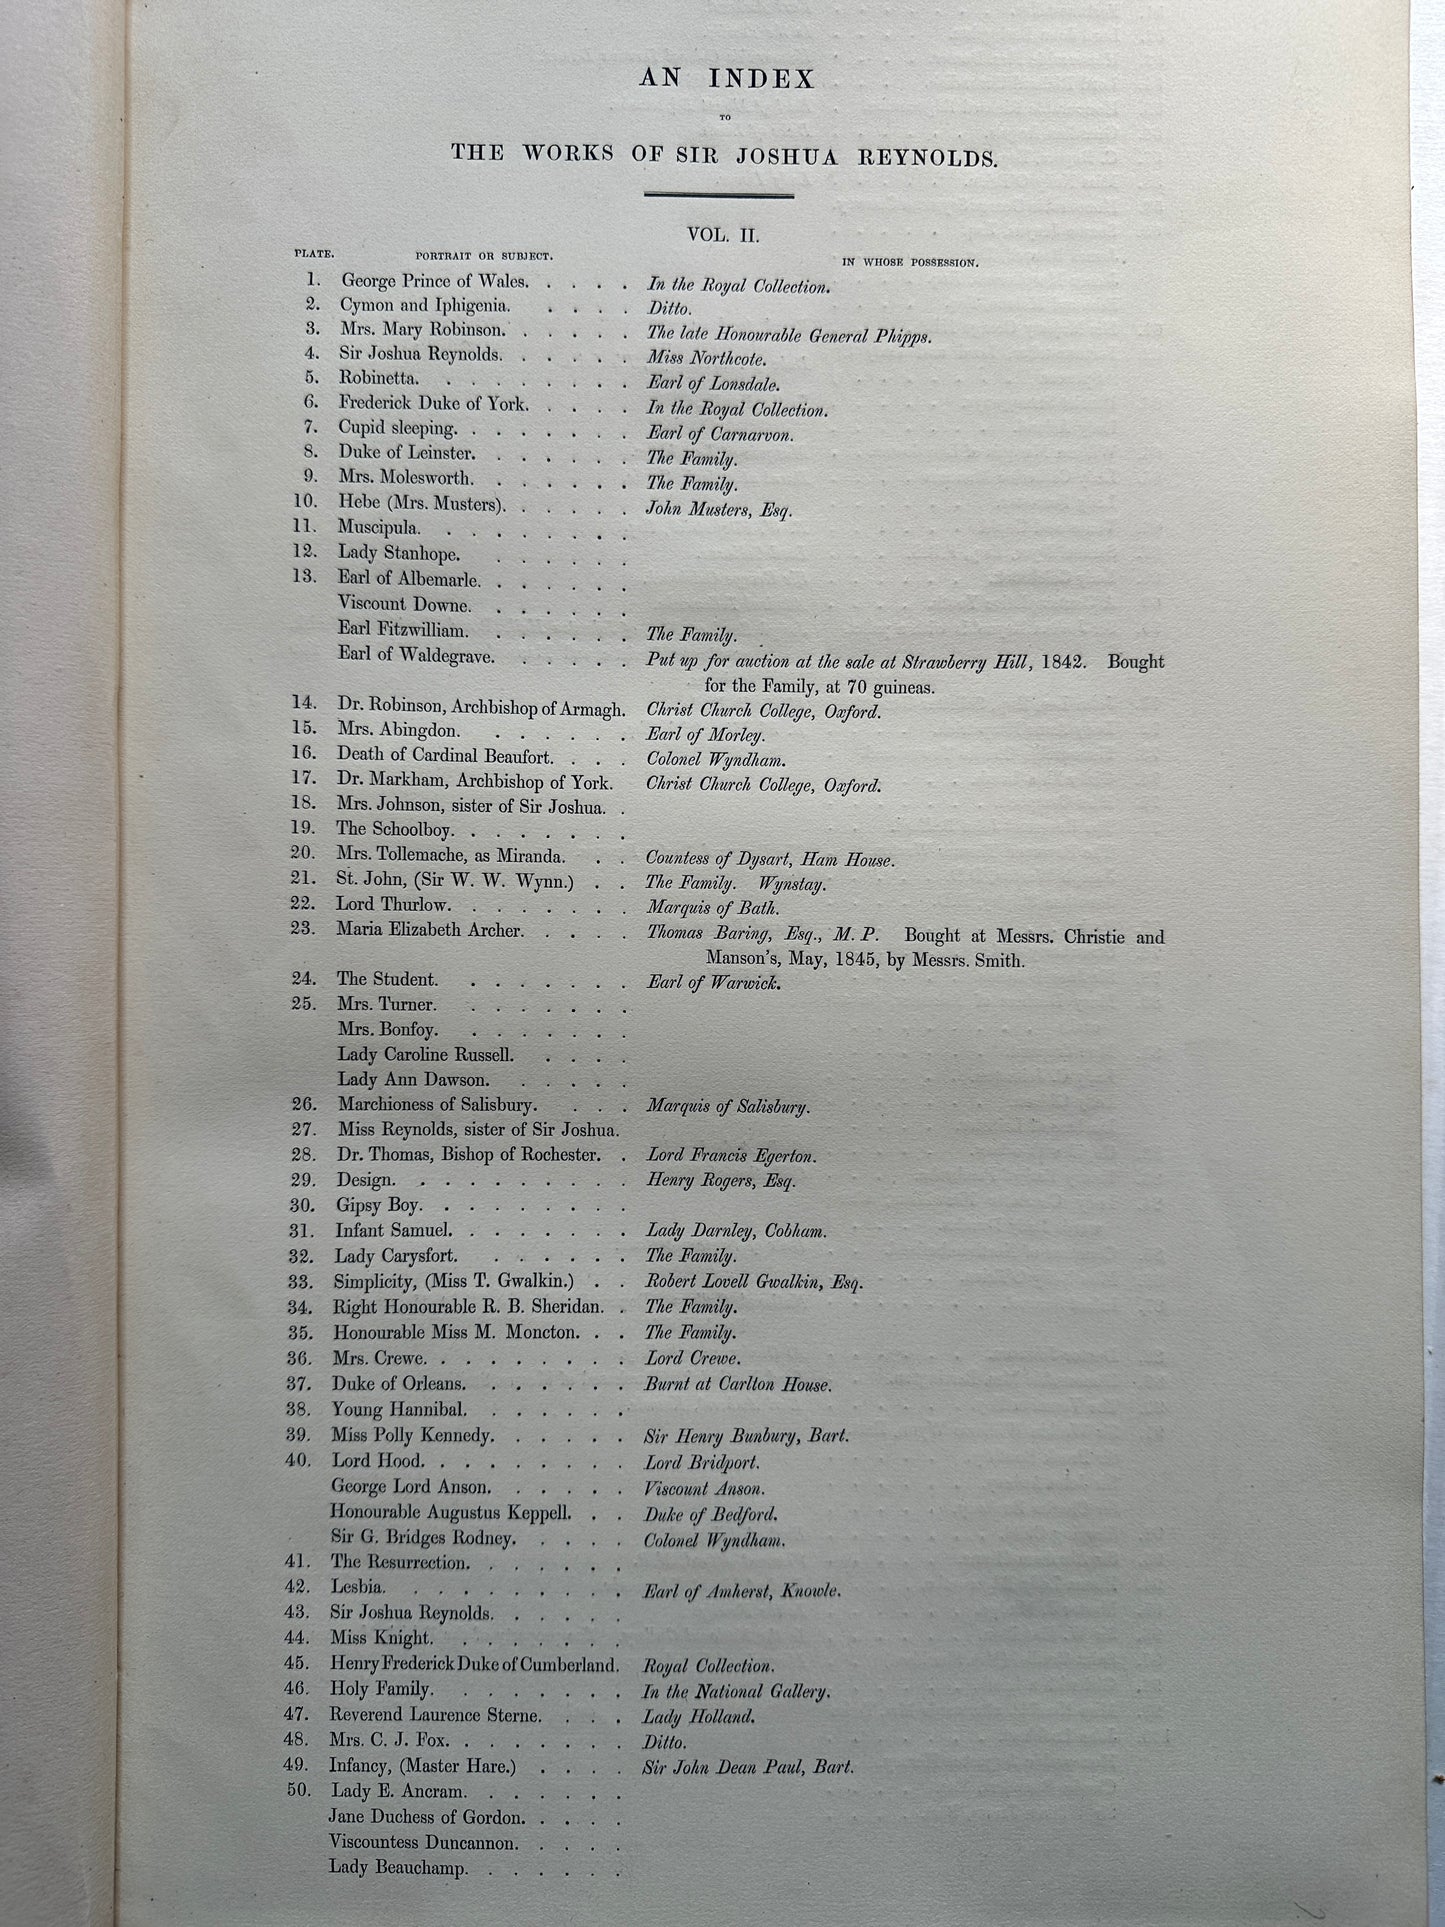 AN INDEX
TO
THE WORKS OF SIR JOSHUA REYNOLDS.
VOL. II.
PLATE. PORTRAIT OR SUBJECT. IN WHOSE POSSESSION.
1. George Prince of Wales. . . . . In the Royal Collection.
2. Cymon and Iphigenia. . . . . Ditto.
3. Mrs. Mary Robinson. . . . . . The late Honourable General Phipps.
4. Sir Joshua Reynolds. . . . . . Miss Northcote.
5. Robinetta. . . . . . . . . Earl of Lonsdale.
6. Frederick Duke of York. . . . . In the Royal Collection.
7. Cupid sleeping. . . . . . . . Earl of Carnarvon.
8. Duke of Leinster. . . . . . . The Family.
9. Mrs. Molesworth. . . . . . . The Family.
10. Hebe (Mrs. Musters). . . . . . John Musters, Esq.
11. Muscipula. . . . . . . . .
12. Lady Stanhope. . . . . . .
13. Earl of Albemarle. . . . . . .
Viscount Downe. . . . . . .
Earl Fitzwilliam. . . . . . . The Family.
Earl of Waldegrave. . . . . . Put up for auction at the sale at Strawberry Hill, 1842. Bought
for the Family, at 70 guineas.
14. Dr. Robinson, Archbishop of Armagh. Christ Church College, Oxford.
15. Mrs. Abingdon. . . . . . . Earl of Morley.
16. Death of Cardinal Beaufort. . . . Colonel Wyndham.
17. Dr. Markham, Archbishop of York. Christ Church College, Oxford.
18. Mrs. Johnson, sister of Sir Joshua. .
19. The Schoolboy. . . . . . . .
20. Mrs. Tollemache, as Miranda. . . Countess of Dysart, Ham House.
21. St. John, (Sir W. W. Wynn.) . . The Family. Wynstay.
22. Lord Thurlow. . . . . . . . Marquis of Bath.
23. Maria Elizabeth Archer. . . . . Thomas Baring, Esq., M. P. Bought at Messrs. Christie and
Manson's, May, 1845, by Messrs. Smith.
24. The Student. . . . . . . . Earl of Warwick.
25. Mrs. Turner. . . . . . . .
Mrs. Bonfoy. . . . . . . .
Lady Caroline Russell. . . . .
Lady Ann Dawson. . . . . .
26. Marchioness of Salisbury. . . . Marquis of Salisbury.
27. Miss Reynolds, sister of Sir Joshua.
28. Dr. Thomas, Bishop of Rochester. . Lord Francis Egerton.
29. Design. . . . . . . . . . Henry Rogers, Esq.
30. Gipsy Boy. . . . . . . . .
31. Infant Samuel. . . . . . . . Lady Darnley, Cobham.
32. Lady Carysfort. . . . . . . The Family.
33. Simplicity, (Miss T. Gwalkin.) . . Robert Lovell Gwalkin, Esq.
34. Right Honourable R. B. Sheridan. . The Family.
35. Honourable Miss M. Moncton. . . The Family.
36. Mrs. Crewe. . . . . . . . . Lord Crewe.
37. Duke of Orleans. . . . . . . Burnt at Carlton House.
38. Young Hannibal. . . . . . .
39. Miss Polly Kennedy. . . . . . Sir Henry Bunbury, Bart.
40. Lord Hood. . . . . . . . . Lord Bridport.
George Lord Anson. . . . . . Viscount Anson.
Honourable Augustus Keppell. . . Duke of Bedford.
Sir G. Bridges Rodney. . . . . Colonel Wyndham.
41. The Resurrection. . . . . . .
42. Lesbia. . . . . . . . . . Earl of Amherst, Knowle.
43. Sir Joshua Reynolds. . . . . .
44. Miss Knight. . . . . . . .
45. Henry Frederick Duke of Cumberland. Royal Collection.
46. Holy Family. . . . . . . . In the National Gallery.
47. Reverend Laurence Sterne. . . . Lady Holland.
48. Mrs. C. J. Fox. . . . . . . . Ditto.
49. Infancy, (Master Hare.) . . . . Sir John Dean Paul, Bart.
50. Lady E. Ancram. . . . . . .
Jane Duchess of Gordon. . . . .
Viscountess Duncannon. . . . .
Lady Beauchamp. . . . . . .